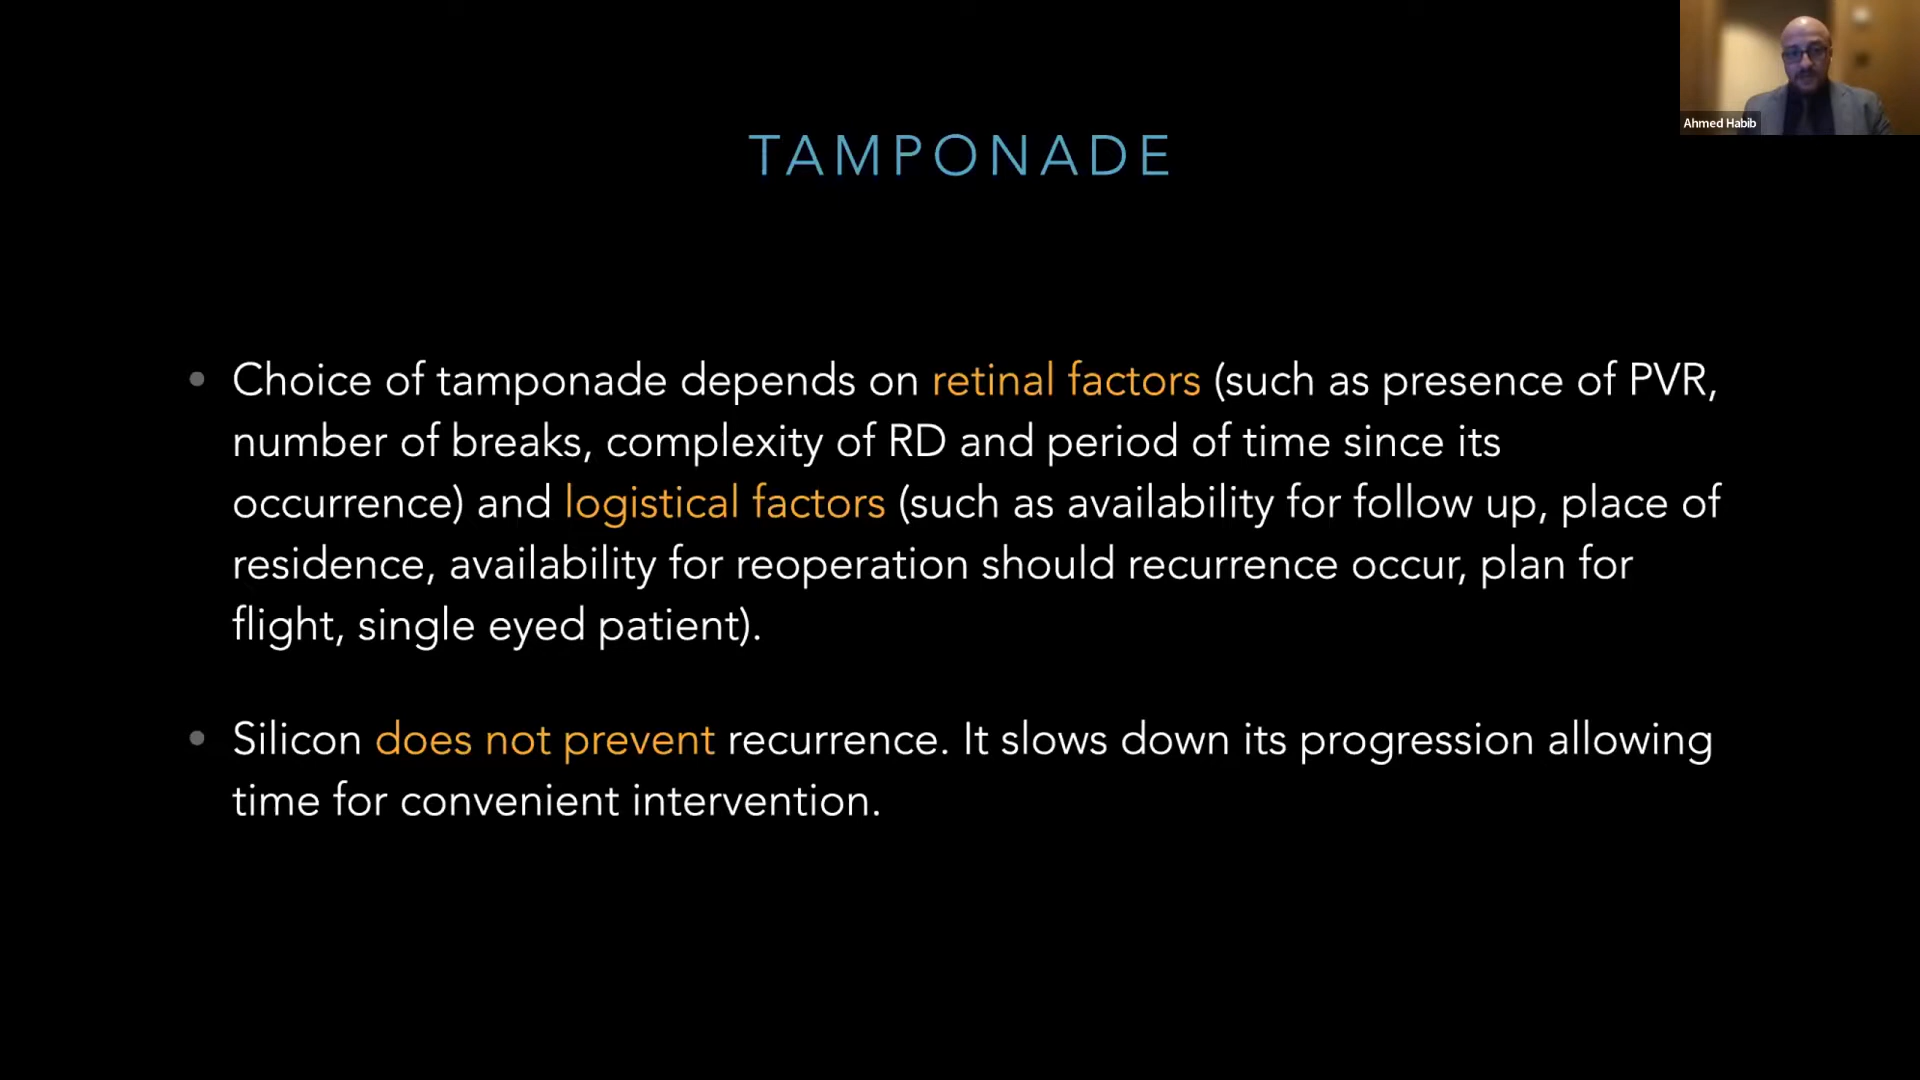 Ahmed Habib
TAMPONADE
• Choice of tamponade depends on retinal factors (such as presence of PVR,
number of breaks, complexity of RD and period of time since its
occurrence) and logistical factors (such as availability for follow up, place of
residence, availability for reoperation should recurrence occur, plan for
flight, single eyed patient).
• Silicon does not prevent recurrence. It slows down its progression allowing
time for convenient intervention.